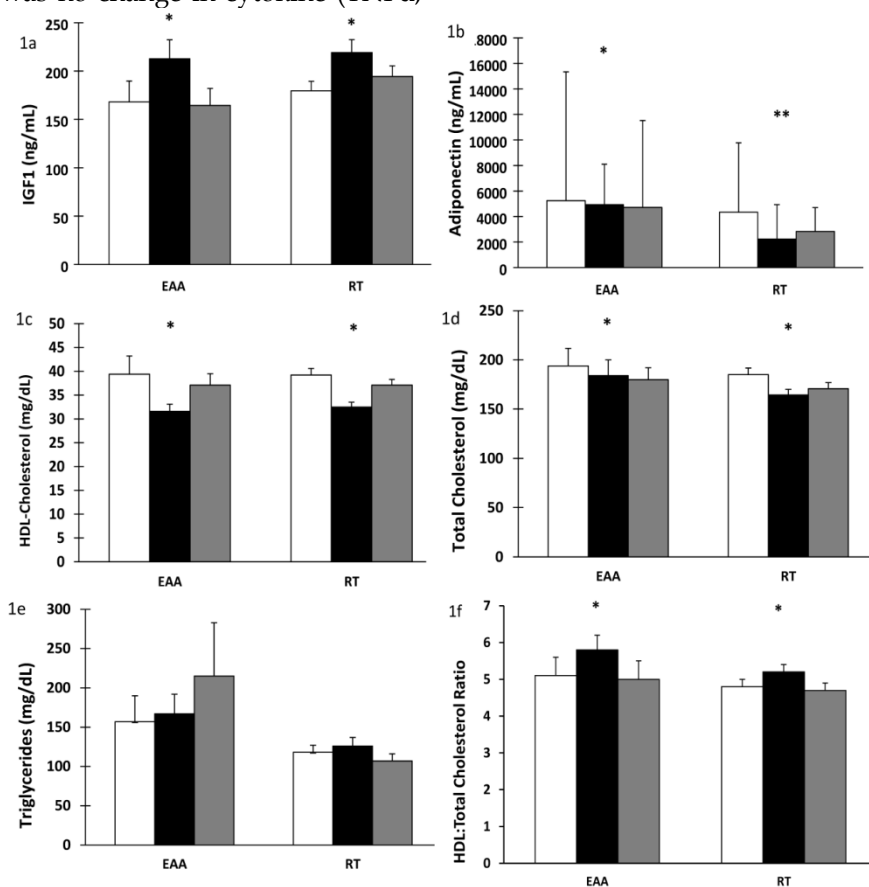 was no change in cytokine (TNFα)
1a
IGF1 (ng/mL)
250
200
150
100
50
0
*
*
EAA
RT
1b
Adiponectin (ng/mL)
18000
16000
14000
12000
10000
8000
6000
4000
2000
0
*
**
EAA
RT
1c
HDL-Cholesterol (mg/dL)
50
45
40
35
30
25
20
15
10
5
0
*
*
EAA
RT
1d
Total Cholesterol (mg/dL)
250
200
150
100
50
0
*
*
EAA
RT
1e
Triglycerides (mg/dL)
300
250
200
150
100
50
0
EAA
RT
1f
HDL:Total Cholesterol Ratio
7
6
5
4
3
2
1
0
*
*
EAA
RT